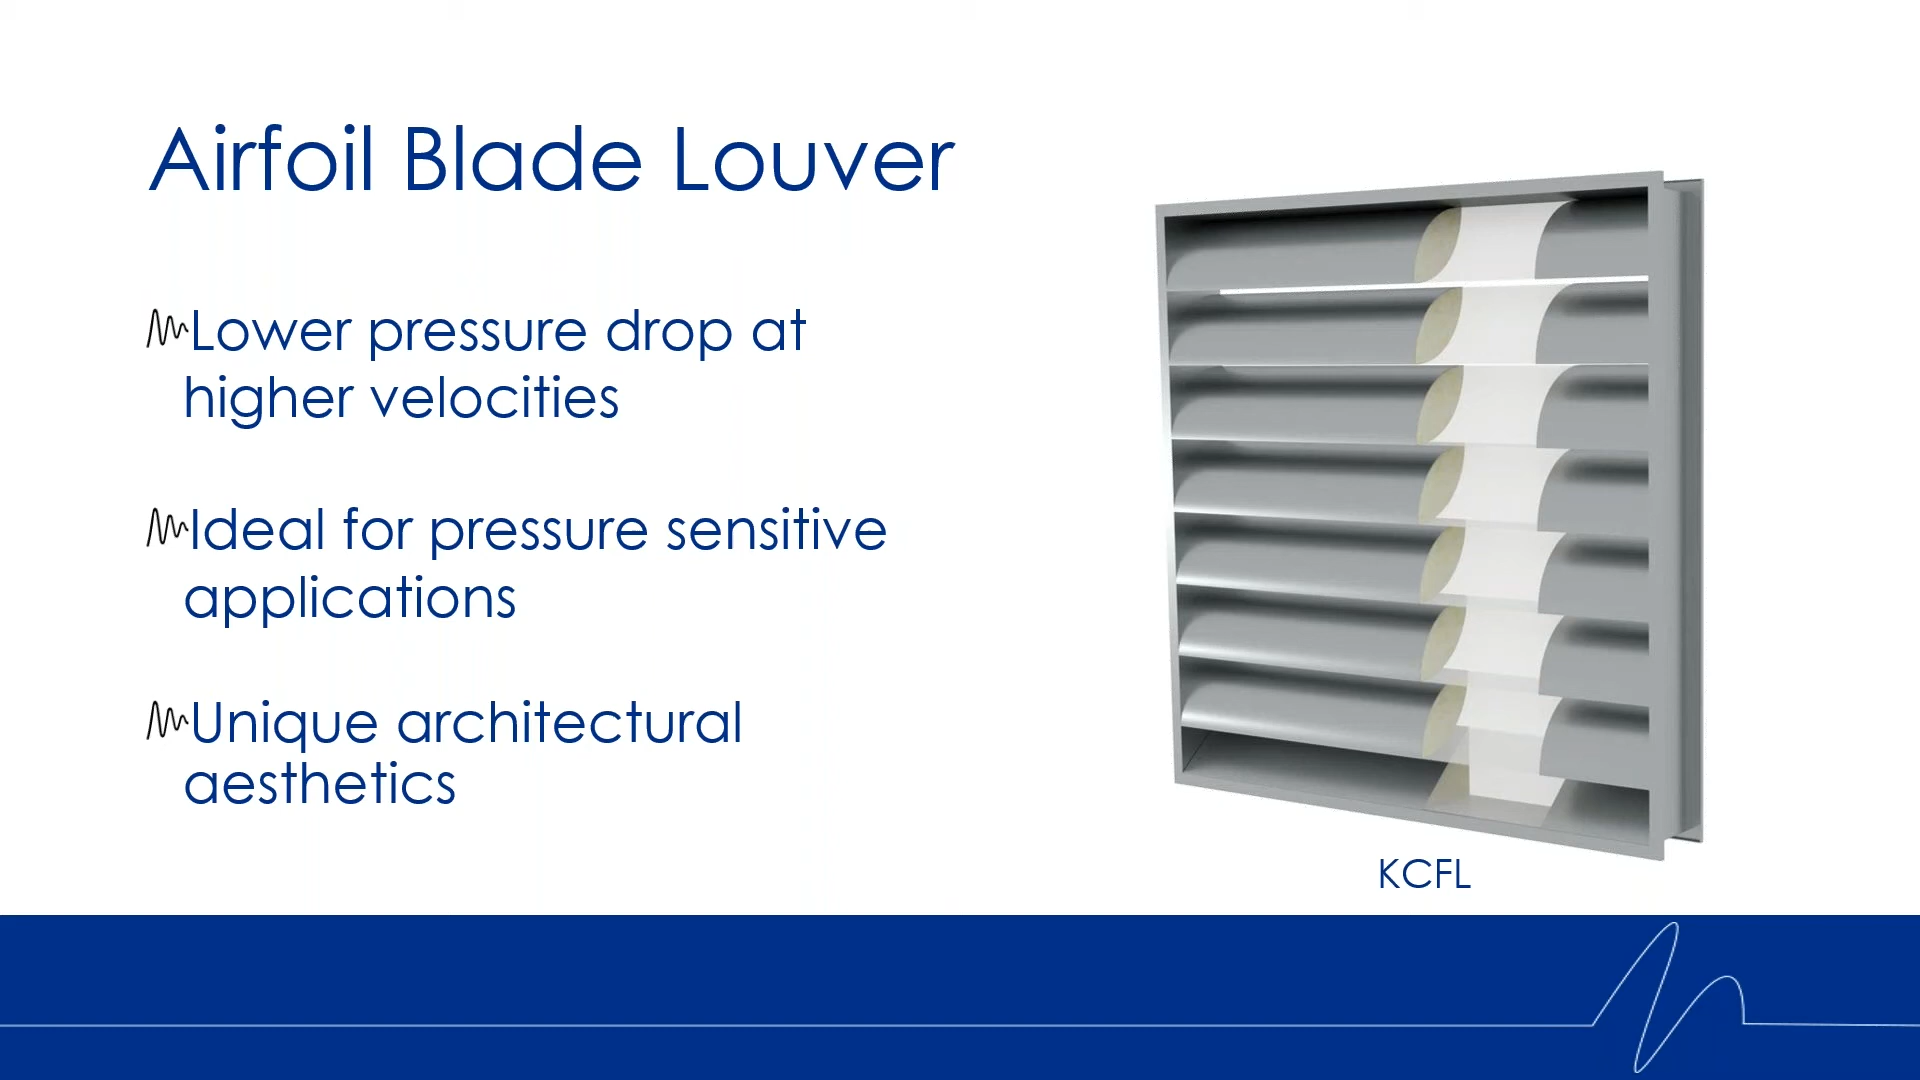 Airfoil Blade Louver
Lower pressure drop at
higher velocities
Ideal for pressure sensitive
applications
Unique architectural
aesthetics
KCFL